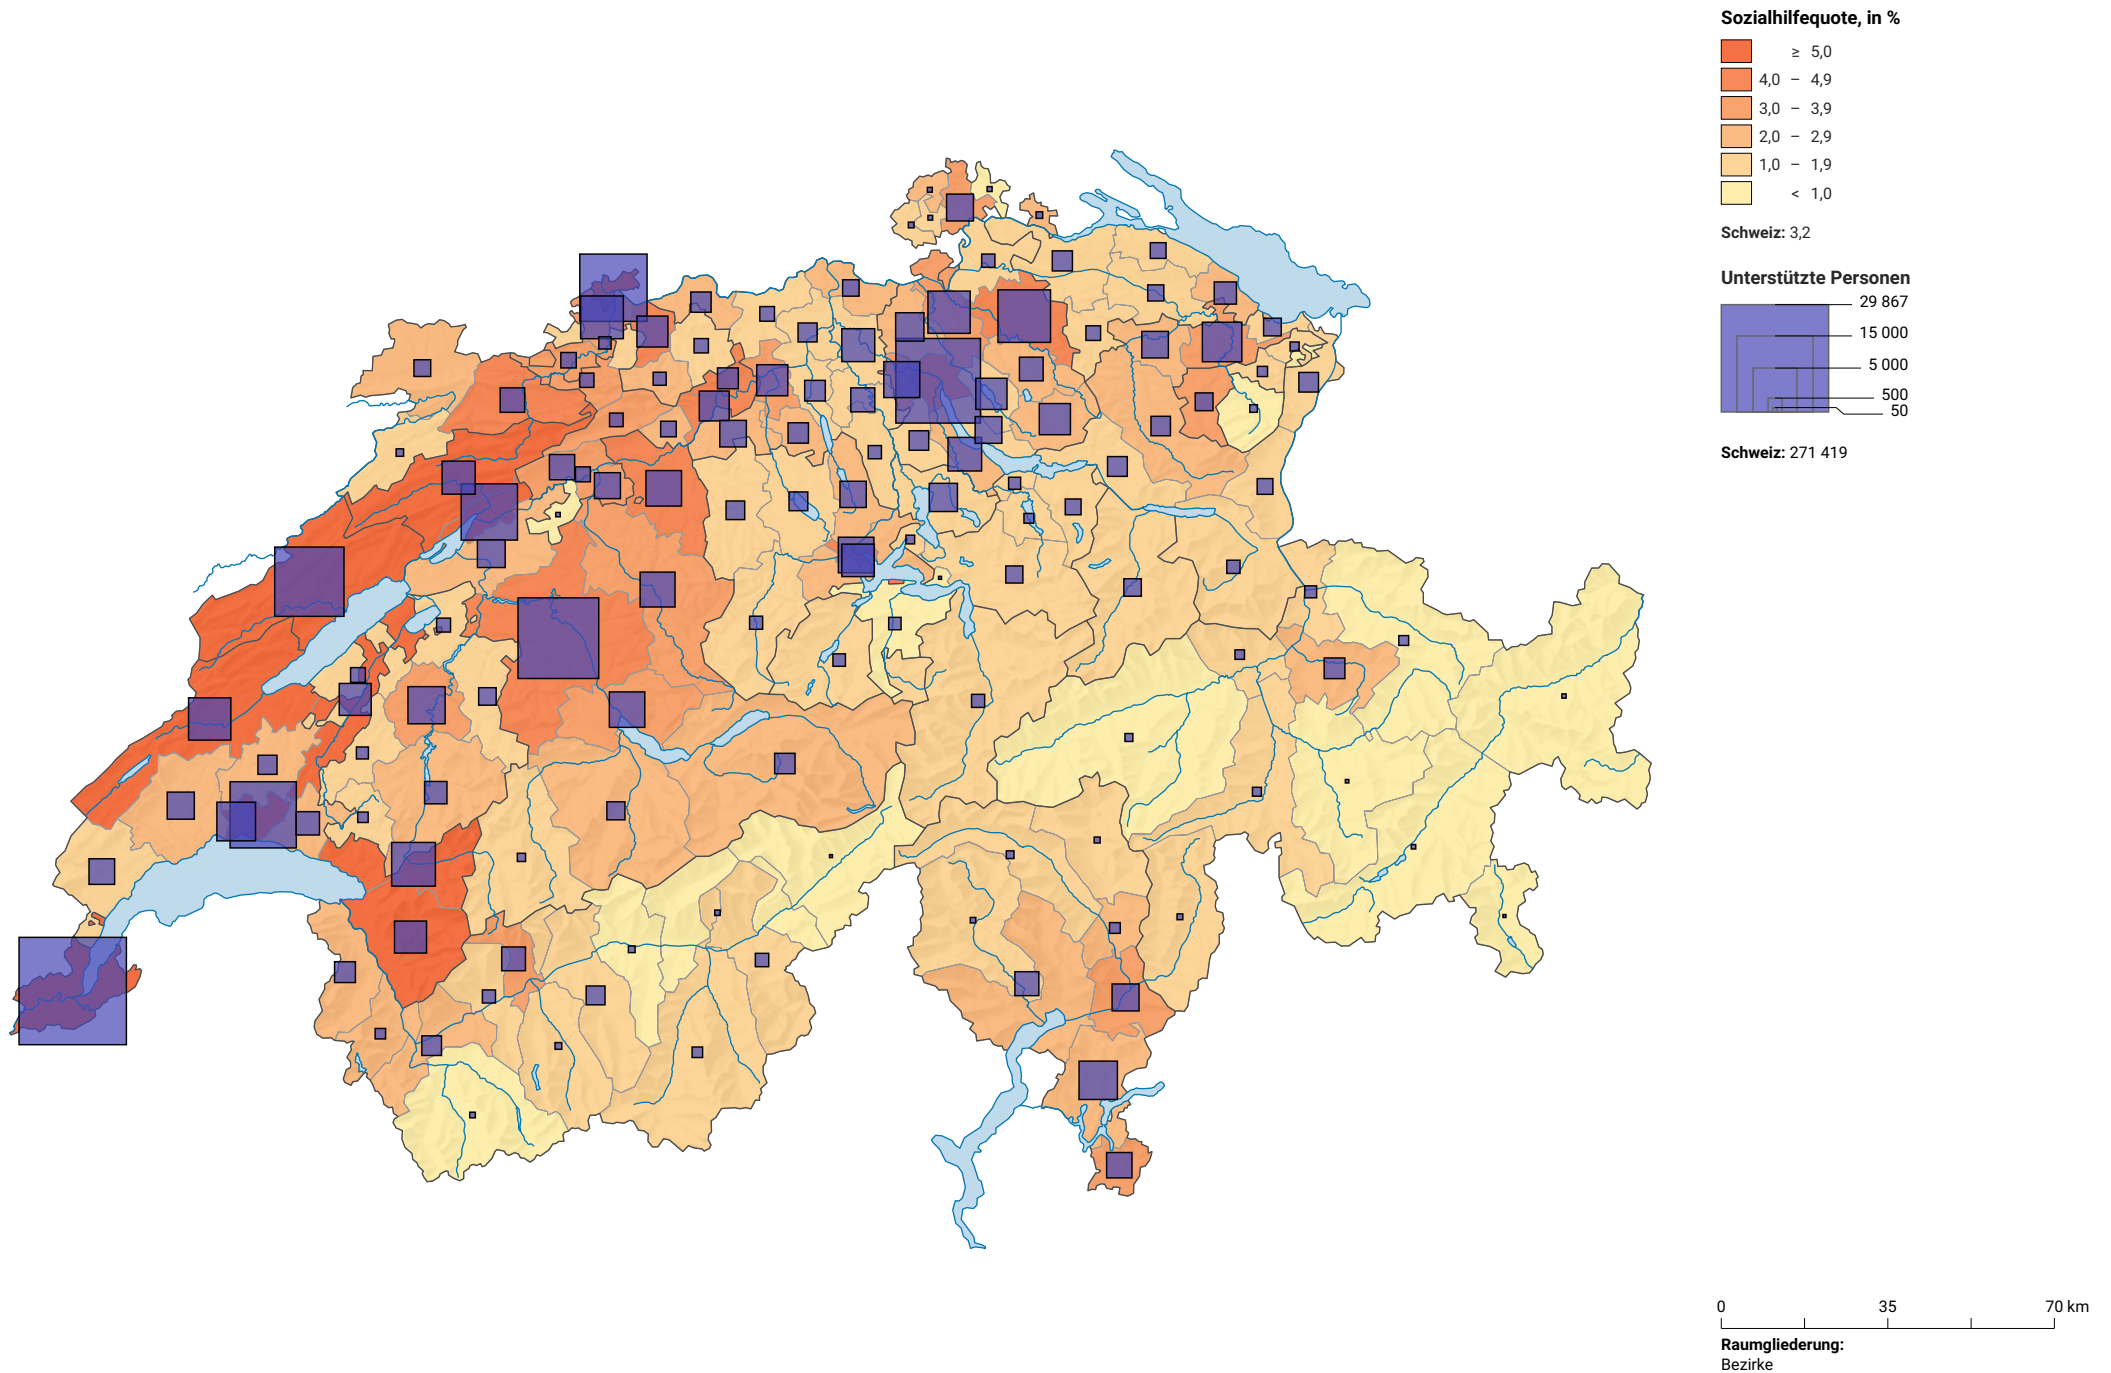 Sozialhilfequote, in %
≥ 5,0
4,0 – 4,9
3,0 – 3,9
2,0 – 2,9
1,0 – 1,9
< 1,0
Schweiz: 3,2
Unterstützte Personen
29 867
15 000
5 000
500
50
Schweiz: 271 419
0 35 70 km
Raumgliederung:
Bezirke